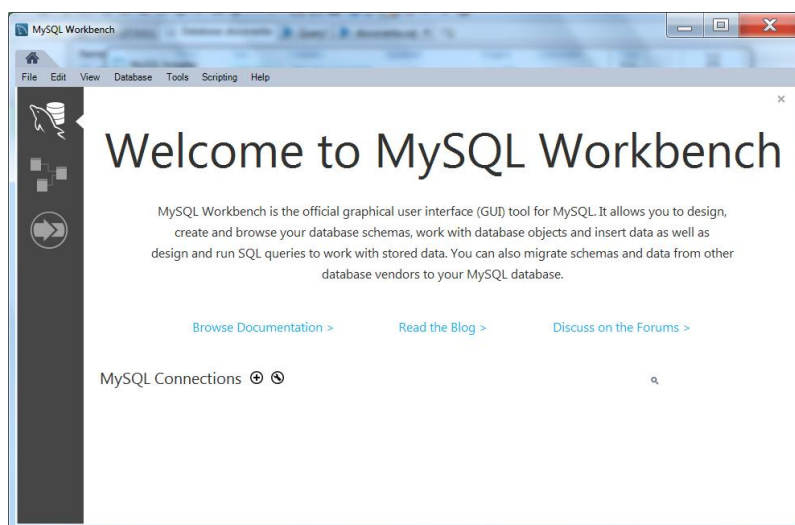 MySQL Workbench
File Edit View Database Tools Scripting Help
Welcome to MySQL Workbench
MySQL Workbench is the official graphical user interface (GUI) tool for MySQL. It allows you to design,
create and browse your database schemas, work with database objects and insert data as well as
design and run SQL queries to work with stored data. You can also migrate schemas and data from other
database vendors to your MySQL database.
Browse Documentation > Read the Blog > Discuss on the Forums >
MySQL Connections